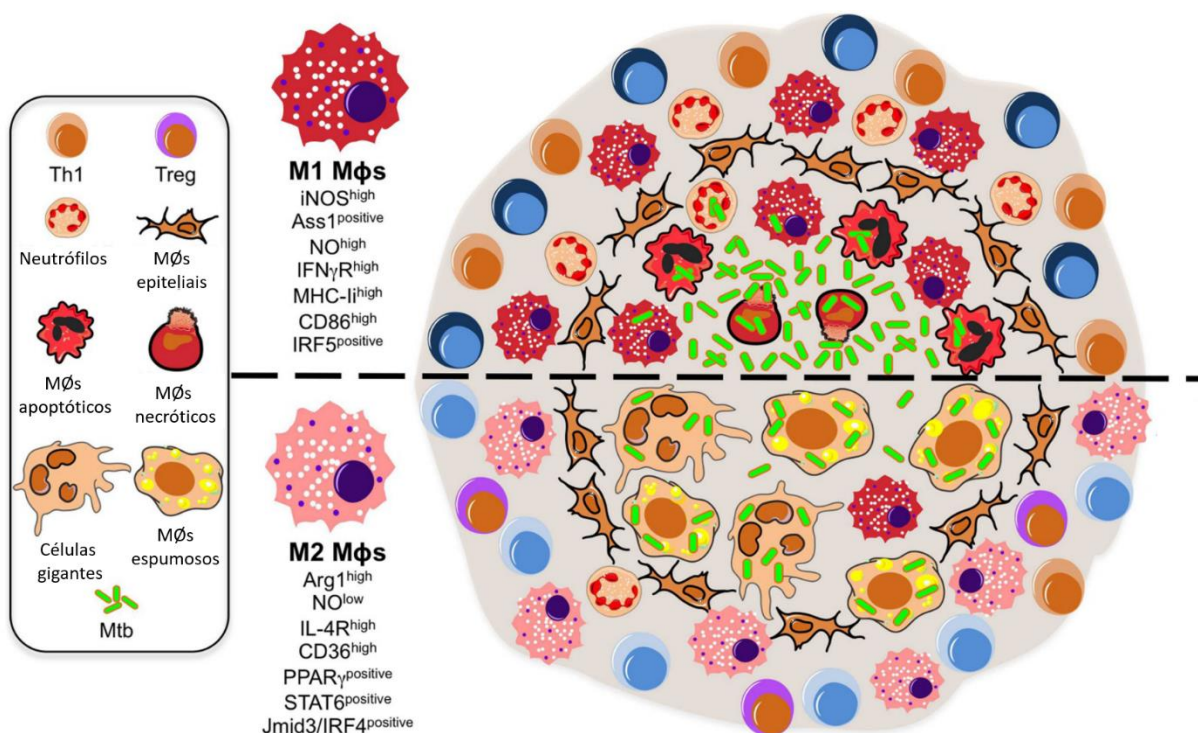 Th1
Treg
Neutrófilos
MØs
epiteliais
MØs
apoptóticos
MØs
necróticos
Células
gigantes
MØs
espumosos
Mtb
M1 Mϕs
iNOShigh
Ass1positive
NOhigh
IFNγRhigh
MHC-Iihigh
CD86high
IRF5positive
M2 Mϕs
Arg1high
NOlow
IL-4Rhigh
CD36high
PPARγpositive
STAT6positive
Jmid3/IRF4positive